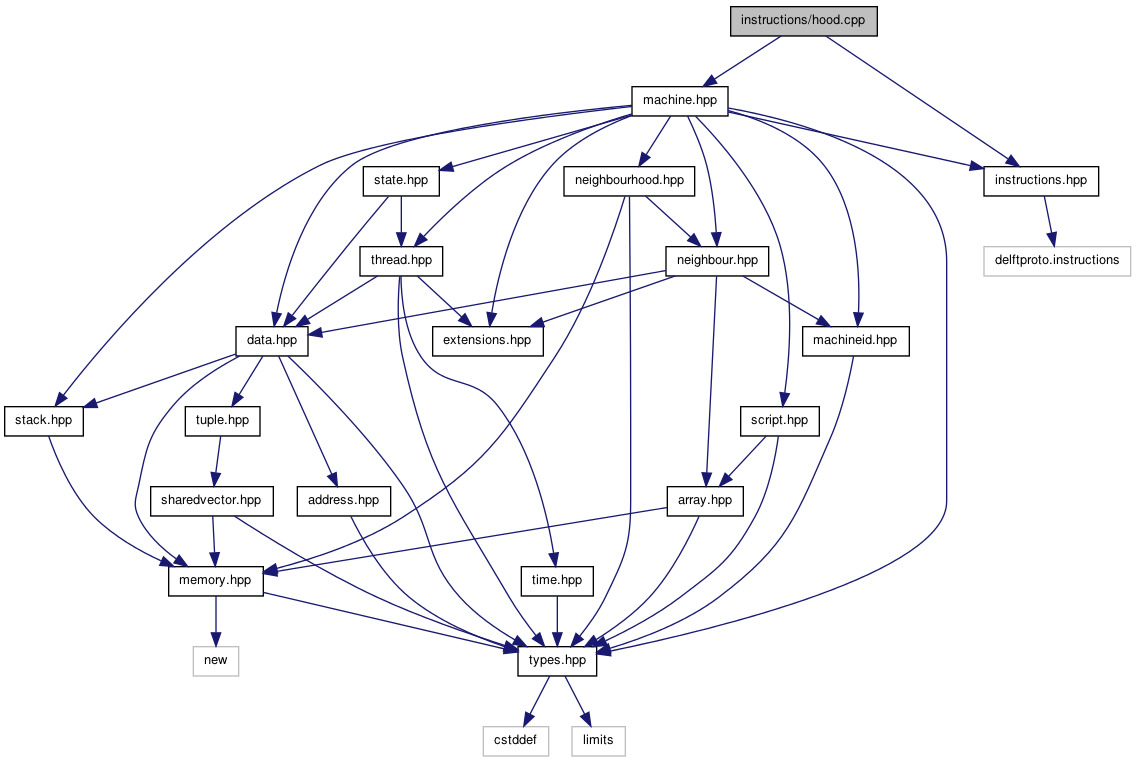 instructions/hood.cpp
machine.hpp
state.hpp
neighbourhood.hpp
instructions.hpp
thread.hpp
neighbour.hpp
delftproto.instructions
data.hpp
extensions.hpp
machineid.hpp
stack.hpp
tuple.hpp
script.hpp
sharedvector.hpp
address.hpp
array.hpp
memory.hpp
time.hpp
new
types.hpp
cstddef
limits